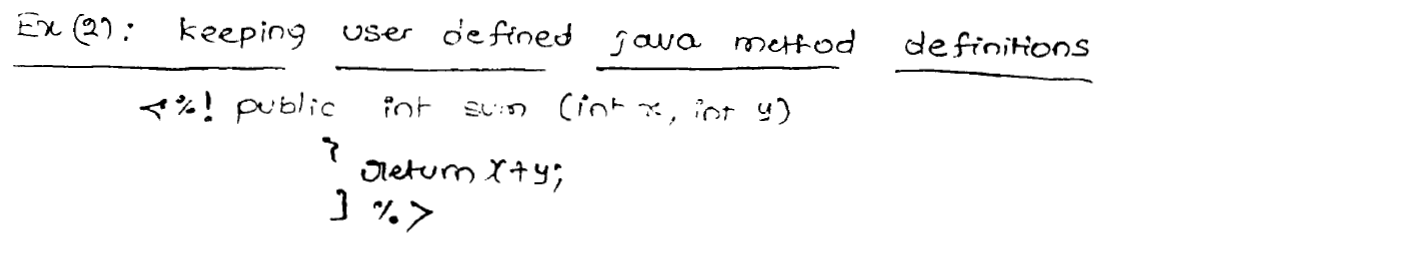 Ex (2): keeping user defined java method definitions
<%! public int sum (int x, int y)
{
return x+y;
} %>